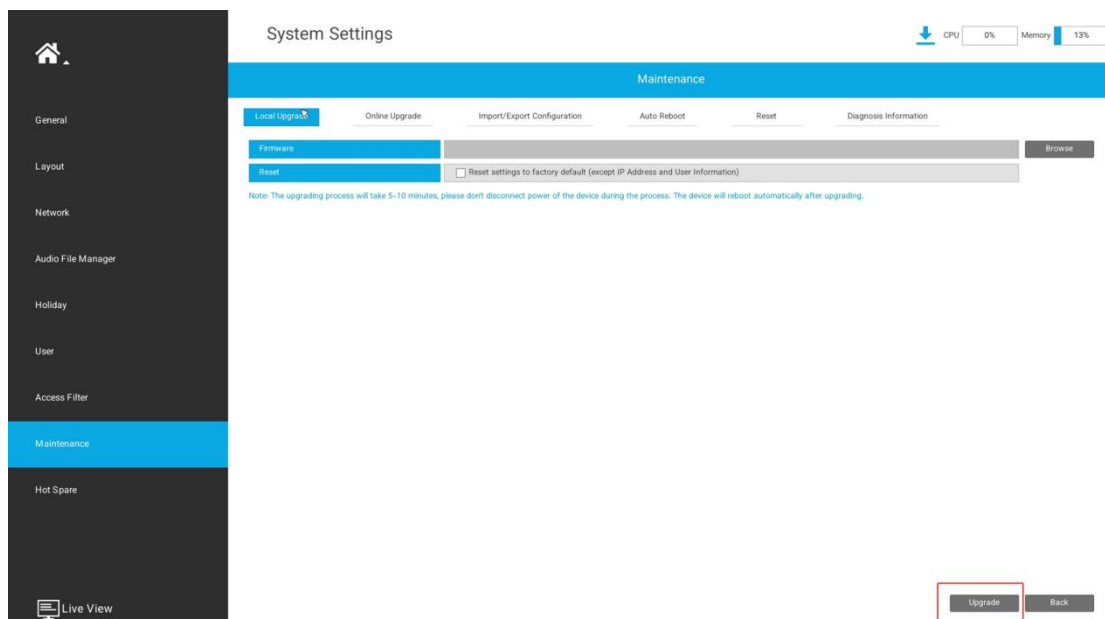 System Settings
CPU 0% Memory 13%
Maintenance
General
Layout
Network
Audio File Manager
Holiday
User
Access Filter
Maintenance
Hot Spare
Live View
Local Upgrade Online Upgrade Import/Export Configuration Auto Reboot Reset Diagnosis Information
Firmware Browse
Reset Reset settings to factory default (except IP Address and User Information)
Note: The upgrading process will take 5-10 minutes, please don't disconnect power of the device during the process. The device will reboot automatically after upgrading.
Upgrade Back